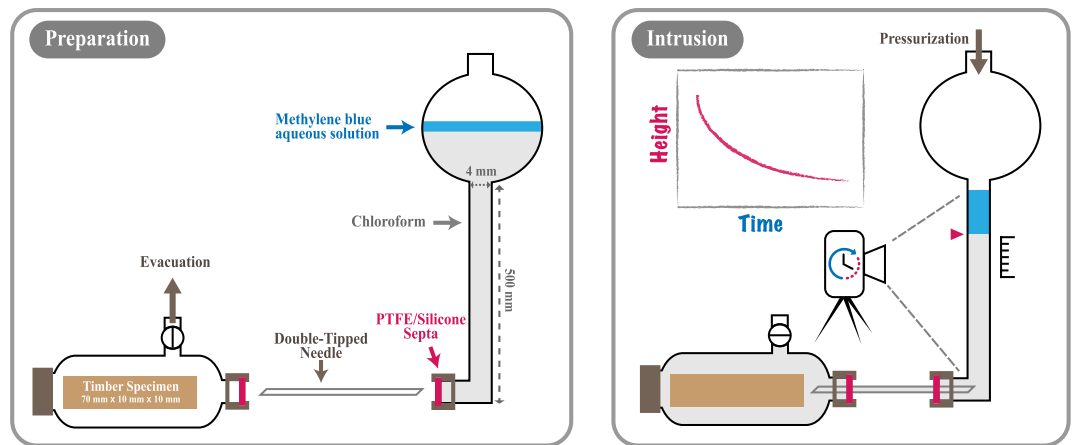 Preparation
Methylene blue
aqueous solution
4 mm
Chloroform
500 mm
Evacuation
PTFE/Silicone
Septa
Double-Tipped
Needle
Timber Specimen
70 mm x 10 mm x 10 mm
Intrusion
Pressurization
Height
Time